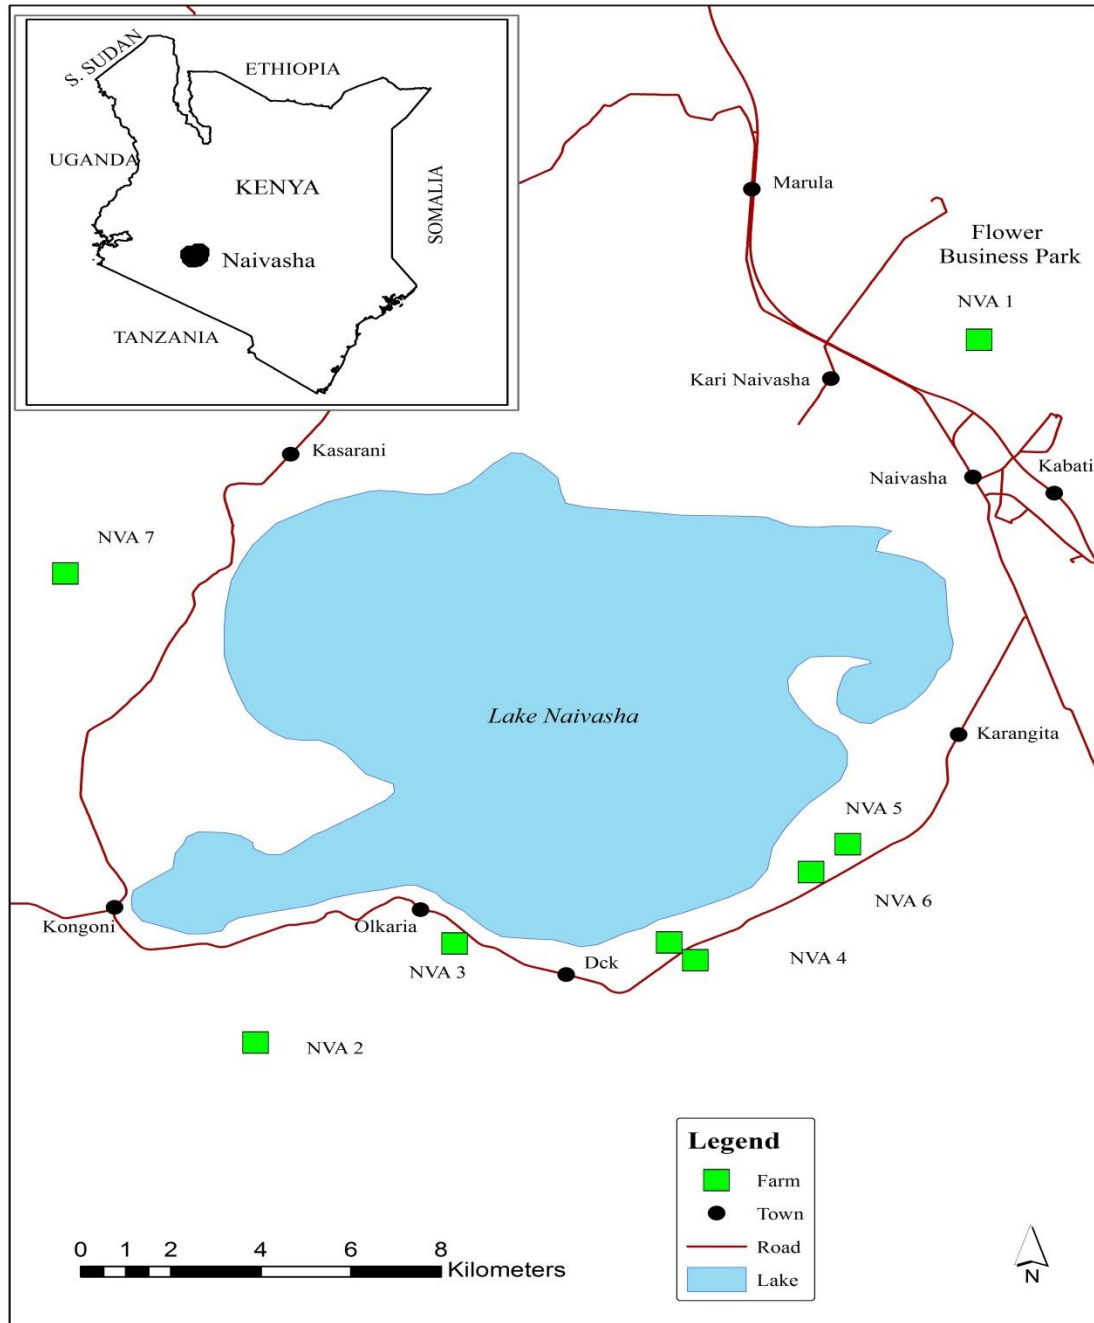 S. SUDAN
ETHIOPIA
UGANDA
KENYA
SOMALIA
Naivasha
TANZANIA
Marula
Flower
Business Park
NVA 1
Kari Naivasha
Kasarani
Naivasha
Kabati
NVA 7
Lake Naivasha
Karangita
NVA 5
NVA 6
Kongoni
Olkaria
NVA 3
Dck
NVA 4
NVA 2
Legend
Farm
Town
Road
Lake
0 1 2 4 6 8
Kilometers
N